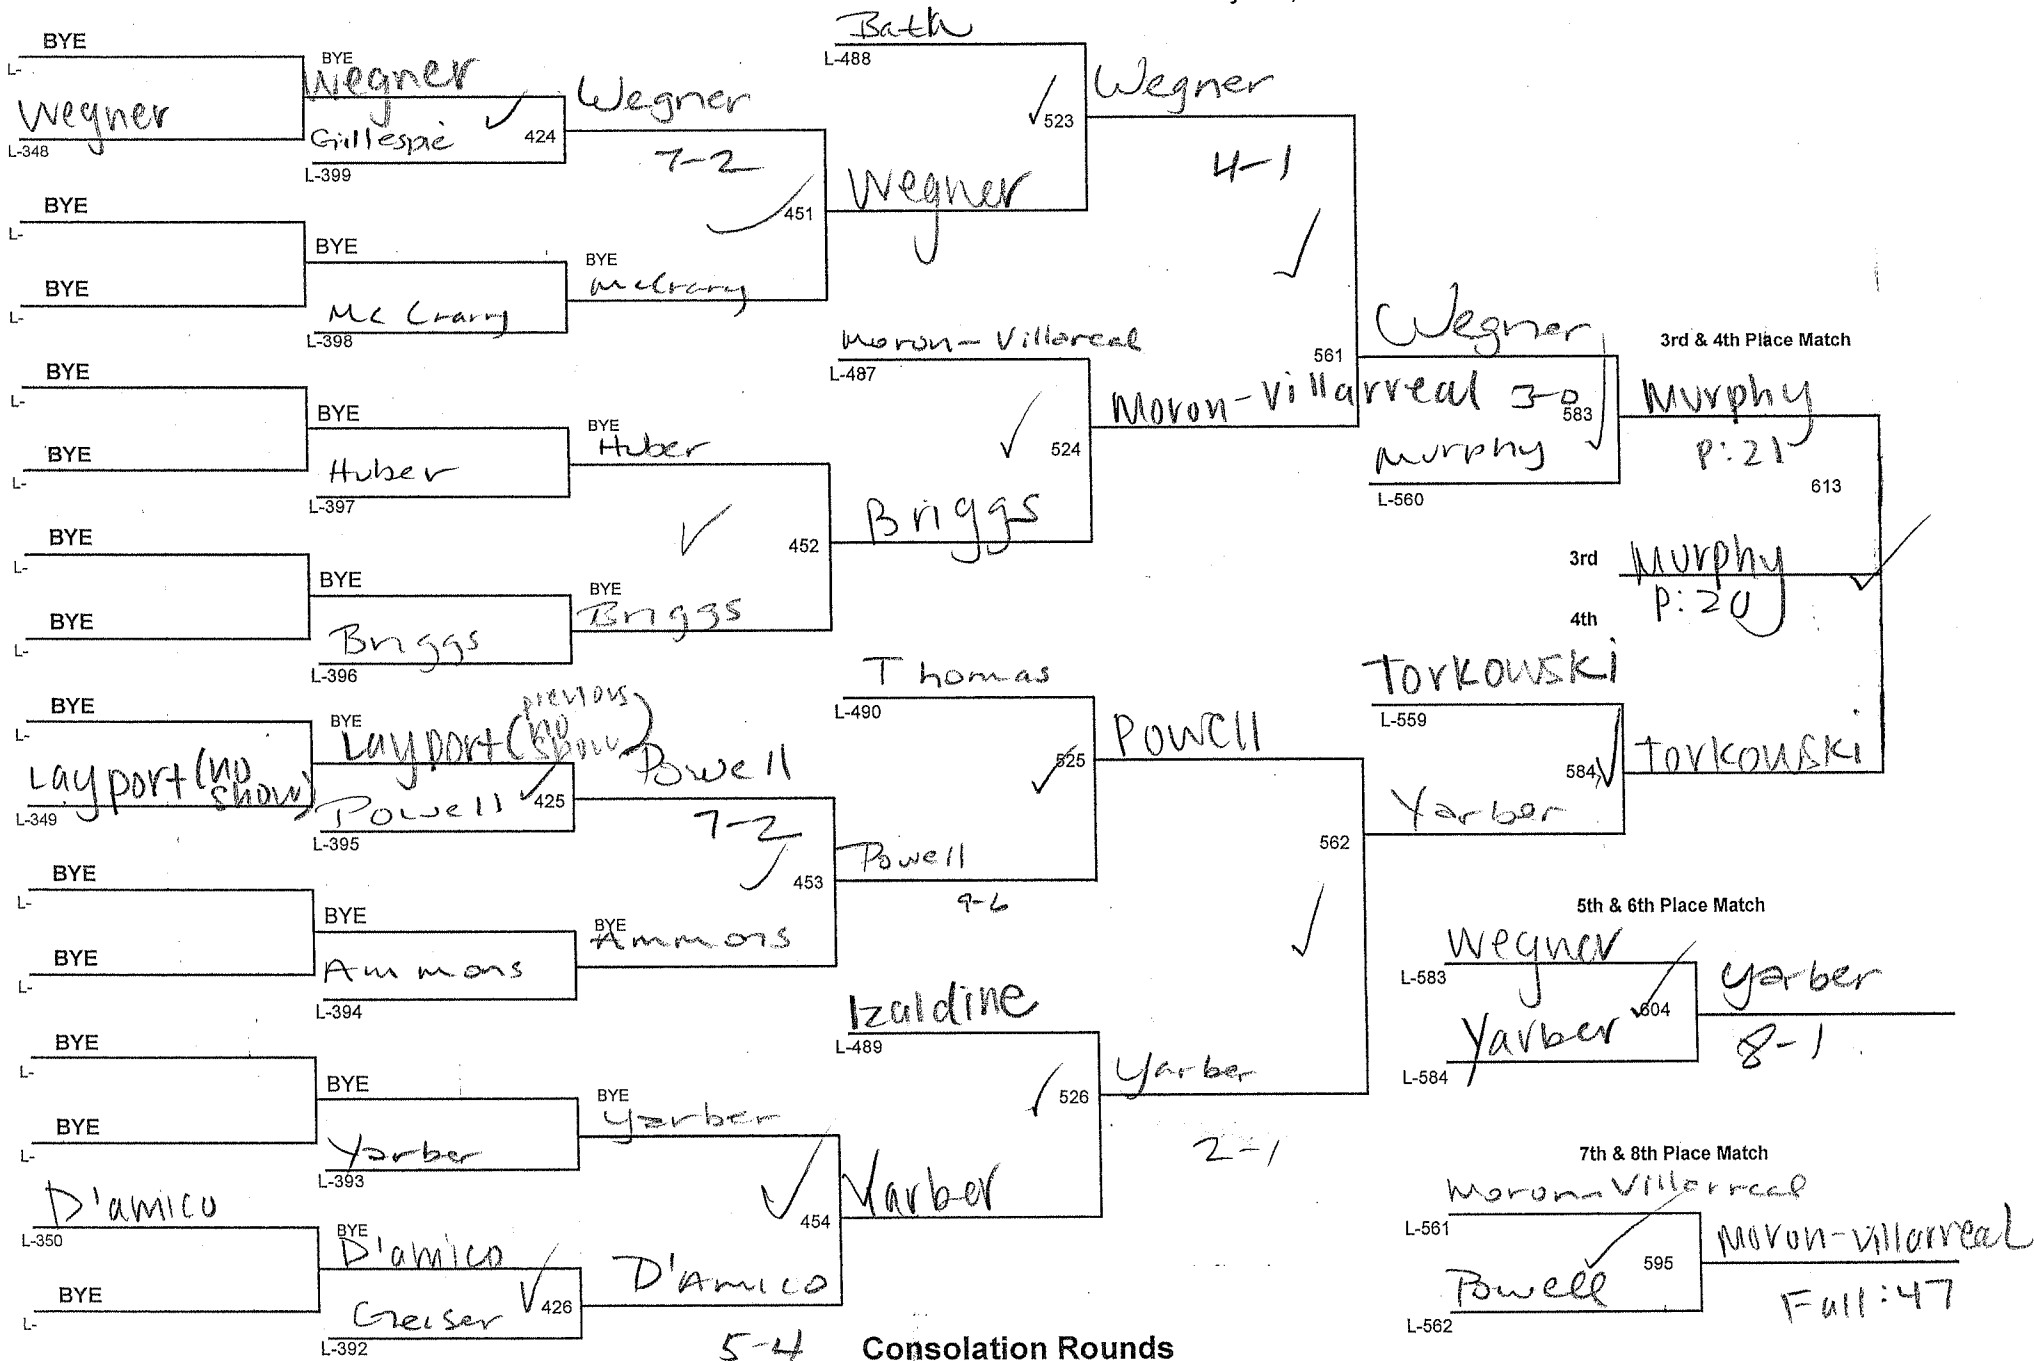 BYE
L-
Wegner
L-348
BYE
L-
BYE
L-
BYE
L-
BYE
L-
BYE
L-
BYE
L-
BYE
L-
Layport (no show)
L-349
BYE
L-
BYE
L-
BYE
L-
BYE
L-
D'amico
L-350
BYE
L-
BYE
Wegner
Gillespie
424
L-399
BYE
McCrary
L-398
BYE
Huber
L-397
BYE
Briggs
L-396
BYE
Layport (previous no show)
Powell
425
L-395
BYE
Ammons
L-394
BYE
Yarber
L-393
BYE
D'amico
Geiser
426
L-392
Wegner
7-2
451
BYE
McCrary
BYE
Huber
452
BYE
Briggs
Powell
7-2
453
BYE
Ammons
BYE
Yarber
454
D'Amico
5-4
Bath
L-488
523
Wegner
Moron-Villareal
L-487
524
Briggs
Thomas
L-490
525
Powell
9-6
Izaldine
L-489
526
Yarber
Wegner
4-1
561
Moron-Villarreal
Powell
562
Yarber
2-1
Wegner
3-0
583
Murphy
L-560
Torkowski
L-559
584
Yarber
3rd & 4th Place Match
Murphy
P:21
613
3rd
Murphy
P:20
4th
Torkowski
5th & 6th Place Match
Wegner
L-583
604
Yarber
L-584
Yarber
8-1
7th & 8th Place Match
Moron-Villarreal
L-561
595
Powell
L-562
Moron-Villarreal
Fall:47
Consolation Rounds